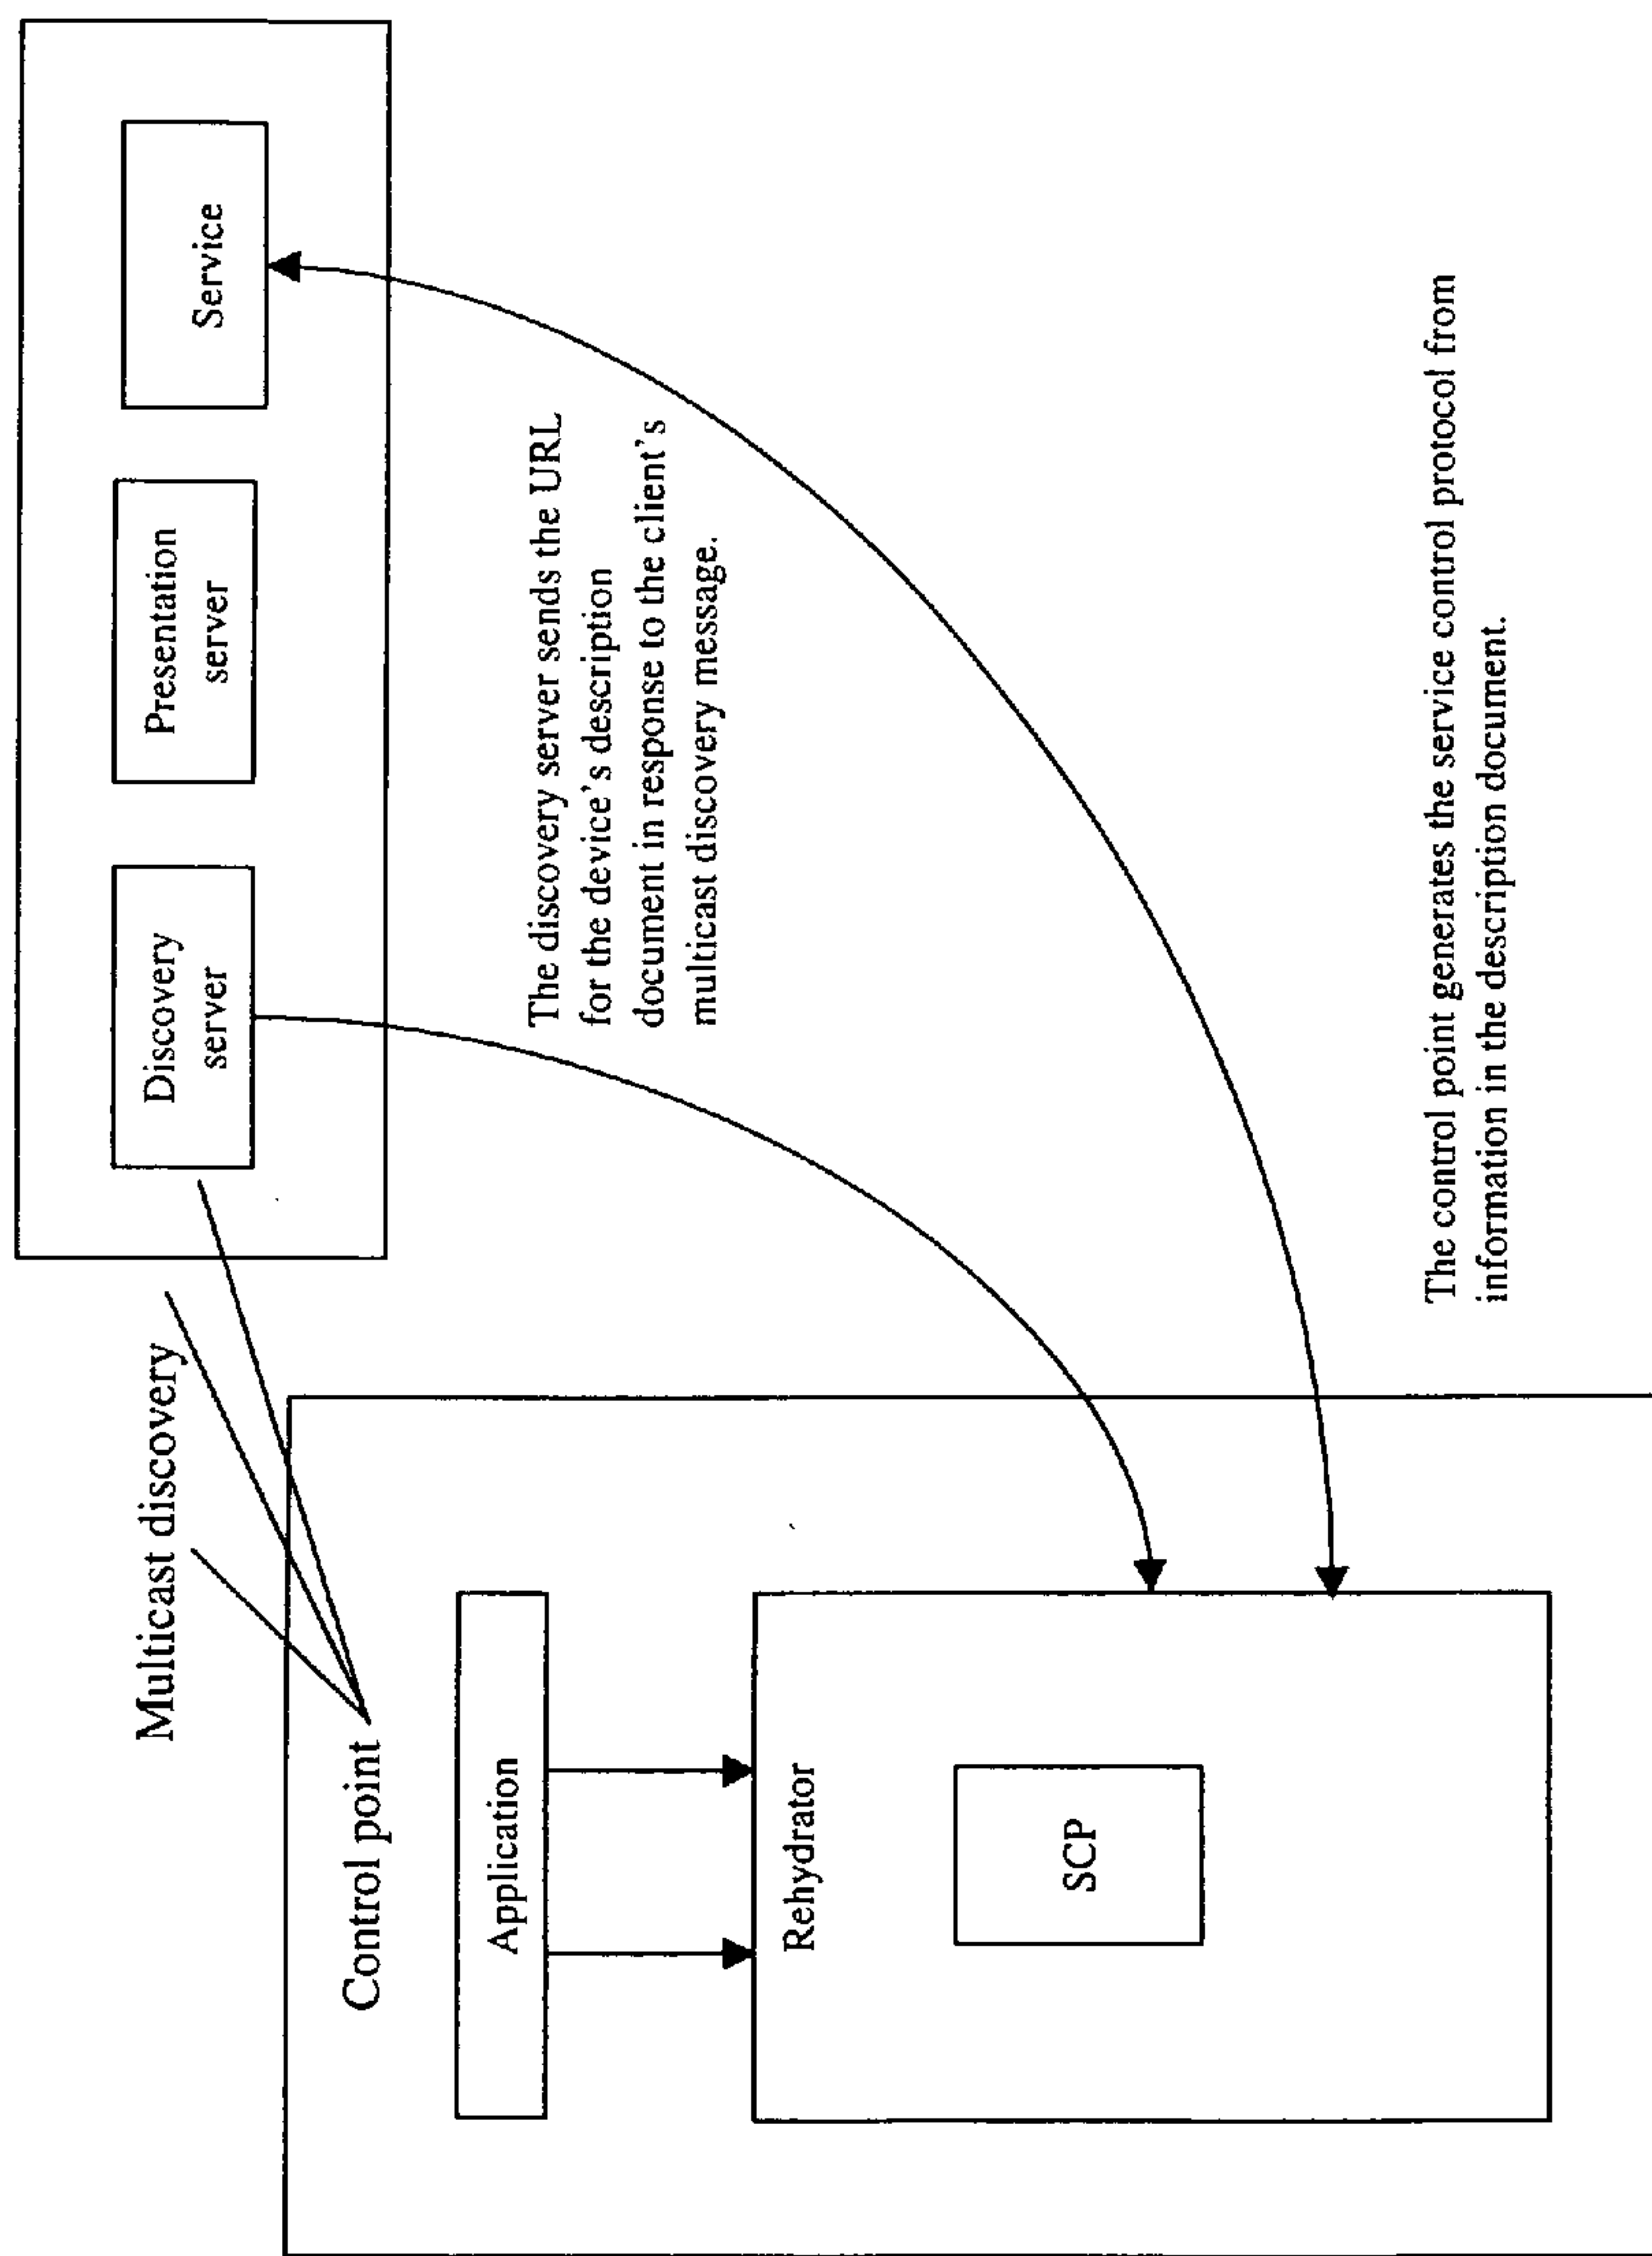 Multicast discovery
Control point
Application
Rehydrator
SCP
Discovery
server
Presentation
server
Service
The discovery server sends the URL
for the device's description
document in response to the client's
multicast discovery message.
The control point generates the service control protocol from
information in the description document.